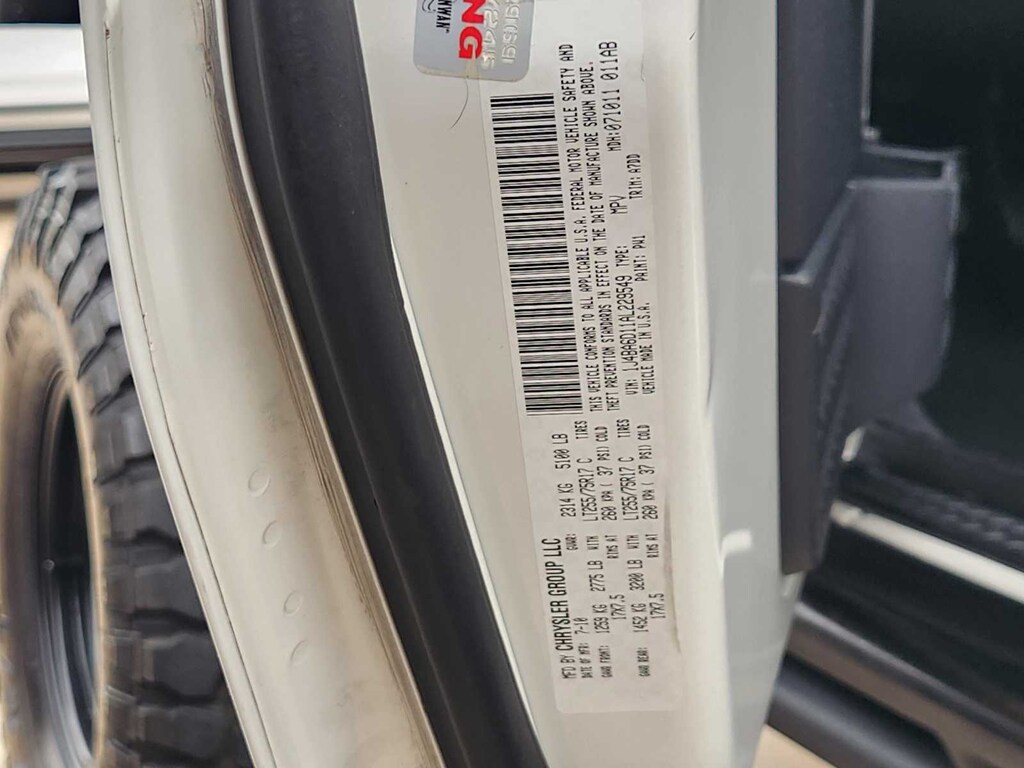 MFD BY CHRYSLER GROUP LLC
DATE OF MFR: 7-10 GVWR: 2314 KG 5100 LB
GAWR FRONT: 1259 KG 2775 LB WITH LT255/75R17 C TIRES
17X7.5 RIMS AT 260 KPA ( 37 PSI) COLD
GAWR REAR: 1452 KG 3200 LB WITH LT255/75R17 C TIRES
17X7.5 RIMS AT 260 KPA ( 37 PSI) COLD
THIS VEHICLE CONFORMS TO ALL APPLICABLE U.S.A. FEDERAL MOTOR VEHICLE SAFETY AND
THEFT PREVENTION STANDARDS IN EFFECT ON THE DATE OF MANUFACTURE SHOWN ABOVE.
VIN: 1J4BA6D11AL229549 TYPE: MPV MDH:071011 011AB
VEHICLE MADE IN U.S.A. PAINT: PW1 TRIM: A7DD
NWAN
NG